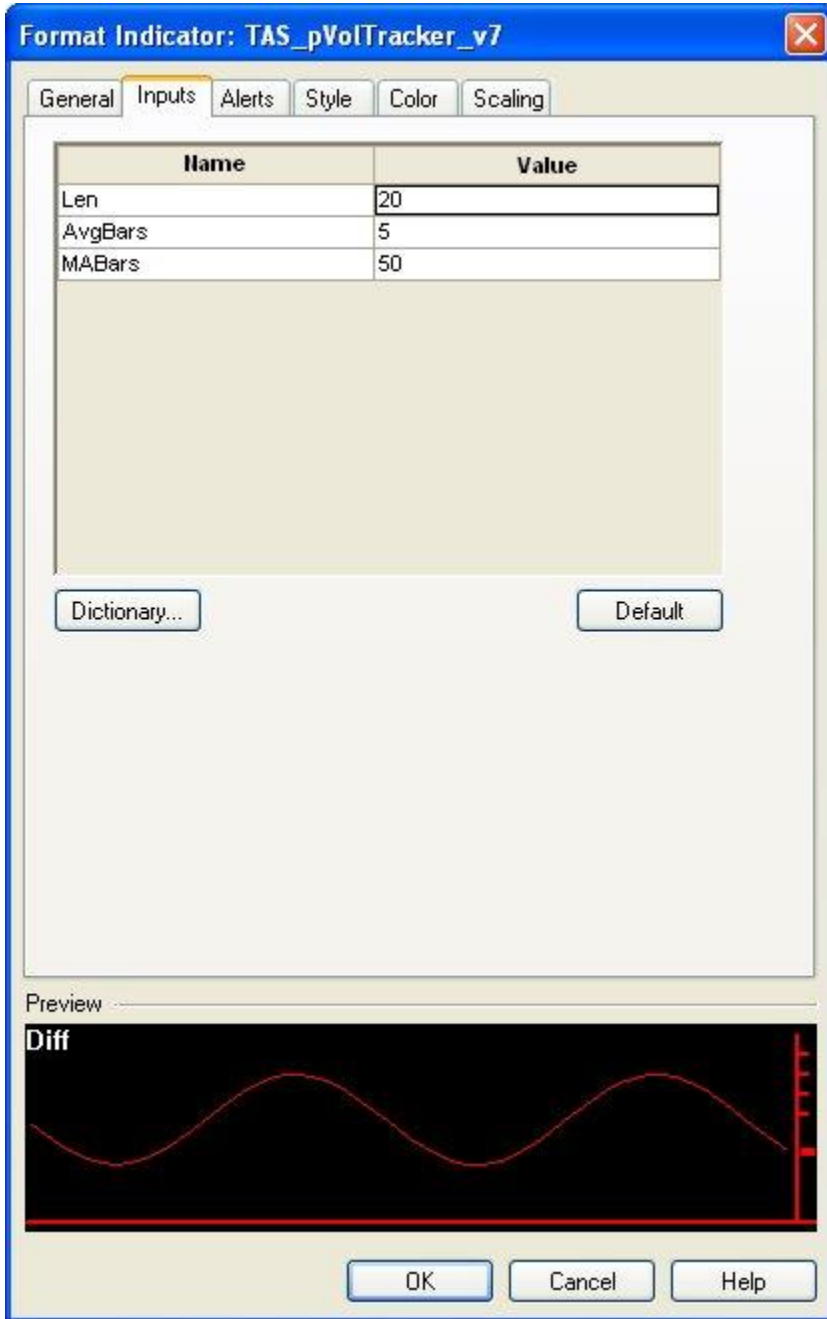 Format Indicator: TAS_pVolTracker_v7
General Inputs Alerts Style Color Scaling
Name Value
Len 20
AvgBars 5
MABars 50
Dictionary... Default
Preview
Diff
OK Cancel Help